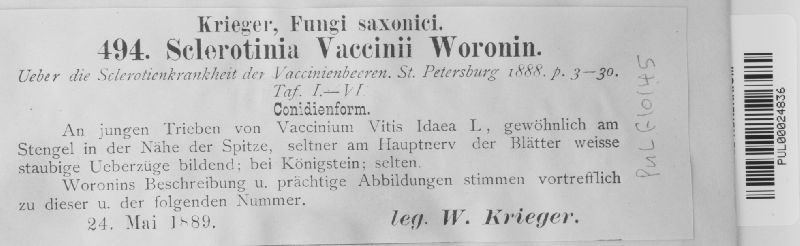 Krieger, Fungi saxonici.
494. Sclerotinia Vaccinii Woronin.
Ueber die Sclerotienkrankheit der Vaccinienbeeren. St. Petersburg 1888. p. 3—30.
Taf. I.—VI.
Conidienform.
An jungen Trieben von Vaccinium Vitis Idaea L, gewöhnlich am
Stengel in der Nähe der Spitze, seltner am Hauptnerv der Blätter weisse
staubige Ueberzüge bildend; bei Königstein; selten.
Woronins Beschreibung u. prächtige Abbildungen stimmen vortrefflich
zu dieser u. der folgenden Nummer.
24. Mai 1889.
leg. W. Krieger.
PUL00024836